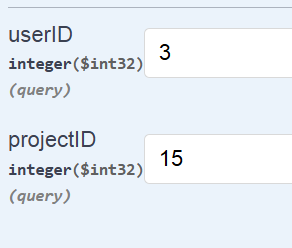 userID
integer($int32)
3
(query)
projectID
integer($int32)
15
(query)